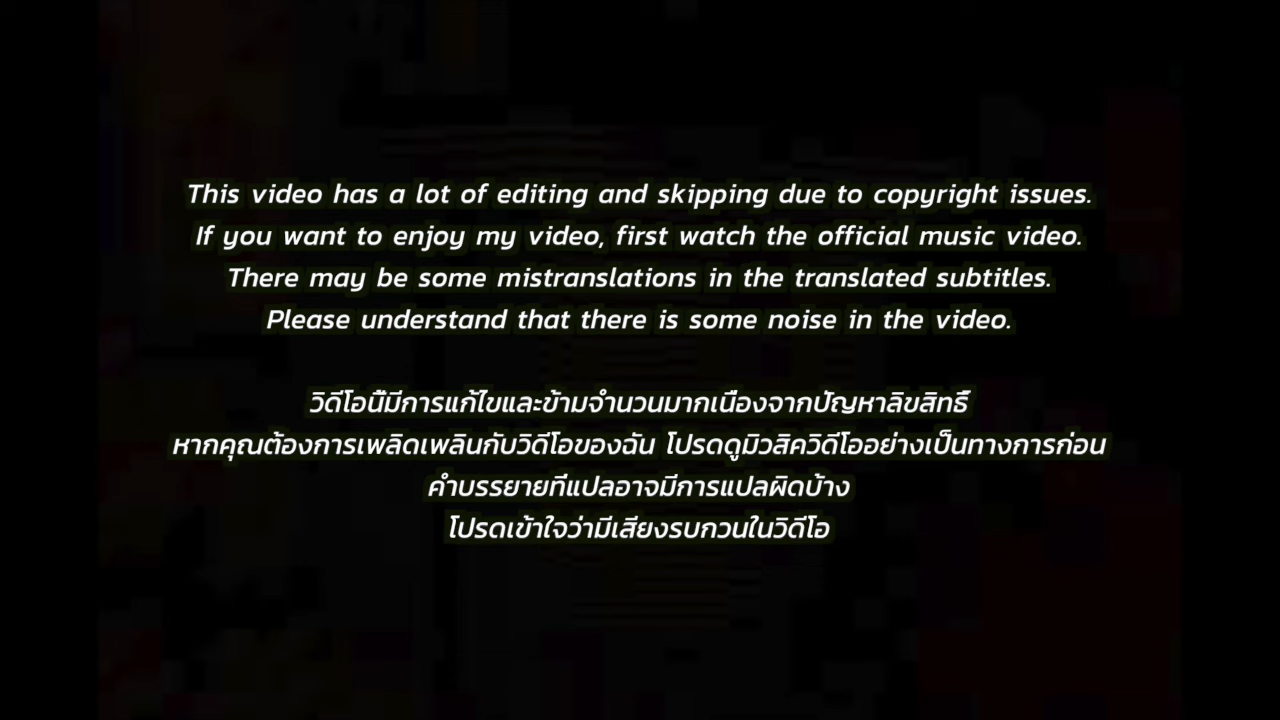 This video has a lot of editing and skipping due to copyright issues.
If you want to enjoy my video, first watch the official music video.
There may be some mistranslations in the translated subtitles.
Please understand that there is some noise in the video.
วิดีโอนี้มีการแก้ไขและข้ามจำนวนมากเนื่องจากปัญหาลิขสิทธิ์
หากคุณต้องการเพลิดเพลินกับวิดีโอของฉัน โปรดดูมิวสิควิดีโออย่างเป็นทางการก่อน
คำบรรยายที่แปลอาจมีการแปลผิดบ้าง
โปรดเข้าใจว่ามีเสียงรบกวนในวิดีโอ